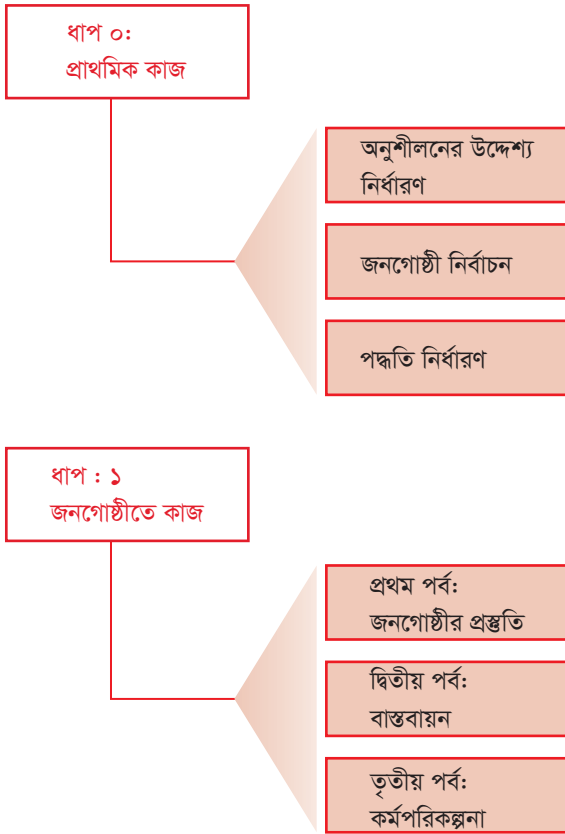 ধাপ ০:
প্রাথমিক কাজ
অনুশীলনের উদ্দেশ্য
নির্ধারণ
জনগোষ্ঠী নির্বাচন
পদ্ধতি নির্ধারণ
ধাপ : ১
জনগোষ্ঠীতে কাজ
প্রথম পর্ব:
জনগোষ্ঠীর প্রস্তুতি
দ্বিতীয় পর্ব:
বাস্তবায়ন
তৃতীয় পর্ব:
কর্মপরিকল্পনা